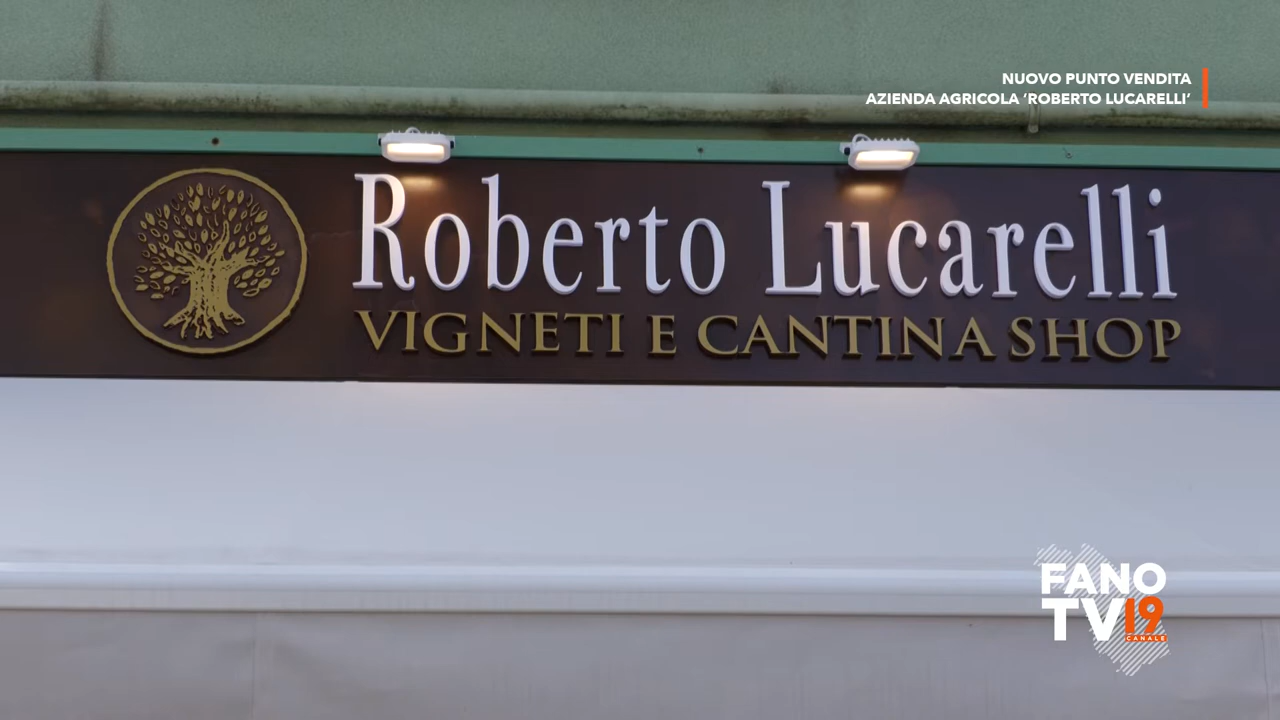 NUOVO PUNTO VENDITA
AZIENDA AGRICOLA ‘ROBERTO LUCARELLI’
Roberto Lucarelli
VIGNETI E CANTINA SHOP
FANO
TV19
CANALE